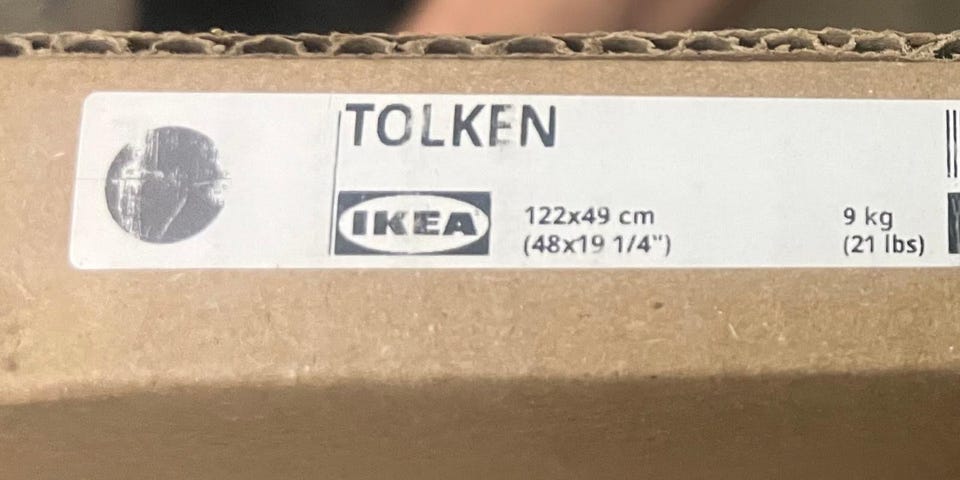 TOLKEN
IKEA
122x49 cm
(48x19 1/4")
9 kg
(21 lbs)